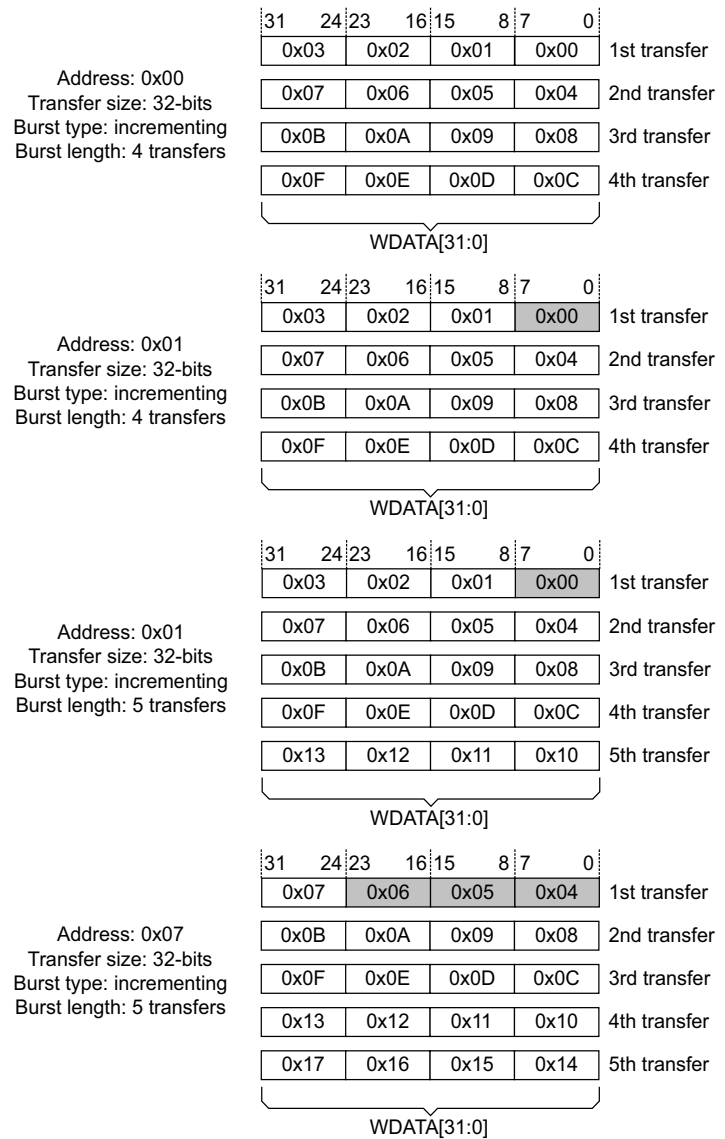 31 24 23 16 15 8 7 0
0x03 0x02 0x01 0x00 1st transfer
0x07 0x06 0x05 0x04 2nd transfer
0x0B 0x0A 0x09 0x08 3rd transfer
0x0F 0x0E 0x0D 0x0C 4th transfer
Address: 0x00
Transfer size: 32-bits
Burst type: incrementing
Burst length: 4 transfers
WDATA[31:0]
31 24 23 16 15 8 7 0
0x03 0x02 0x01 0x00 1st transfer
0x07 0x06 0x05 0x04 2nd transfer
0x0B 0x0A 0x09 0x08 3rd transfer
0x0F 0x0E 0x0D 0x0C 4th transfer
Address: 0x01
Transfer size: 32-bits
Burst type: incrementing
Burst length: 4 transfers
WDATA[31:0]
31 24 23 16 15 8 7 0
0x03 0x02 0x01 0x00 1st transfer
0x07 0x06 0x05 0x04 2nd transfer
0x0B 0x0A 0x09 0x08 3rd transfer
0x0F 0x0E 0x0D 0x0C 4th transfer
0x13 0x12 0x11 0x10 5th transfer
Address: 0x01
Transfer size: 32-bits
Burst type: incrementing
Burst length: 5 transfers
WDATA[31:0]
31 24 23 16 15 8 7 0
0x07 0x06 0x05 0x04 1st transfer
0x0B 0x0A 0x09 0x08 2nd transfer
0x0F 0x0E 0x0D 0x0C 3rd transfer
0x13 0x12 0x11 0x10 4th transfer
0x17 0x16 0x15 0x14 5th transfer
Address: 0x07
Transfer size: 32-bits
Burst type: incrementing
Burst length: 5 transfers
WDATA[31:0]